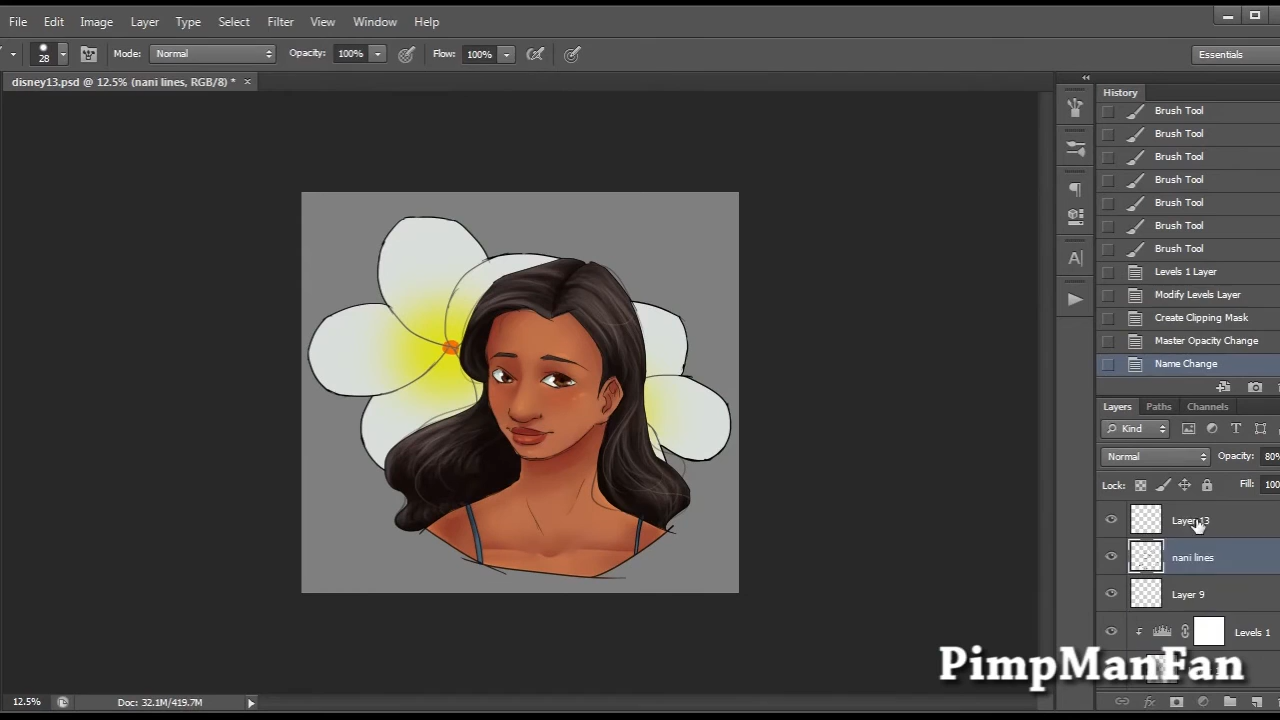 File Edit Image Layer Type Select Filter View Window Help
28 Mode: Normal Opacity: 100% Flow: 100% Essentials
disney13.psd @ 12.5% (nani lines, RGB/8) * ×
History
Brush Tool
Brush Tool
Brush Tool
Brush Tool
Brush Tool
Brush Tool
Brush Tool
Levels 1 Layer
Modify Levels Layer
Create Clipping Mask
Master Opacity Change
Name Change
Layers Paths Channels
Kind
Normal Opacity: 80%
Lock: Fill: 100
Layer 13
nani lines
Layer 9
Levels 1
PimpManFan
12.5% Doc: 32.1M/419.7M